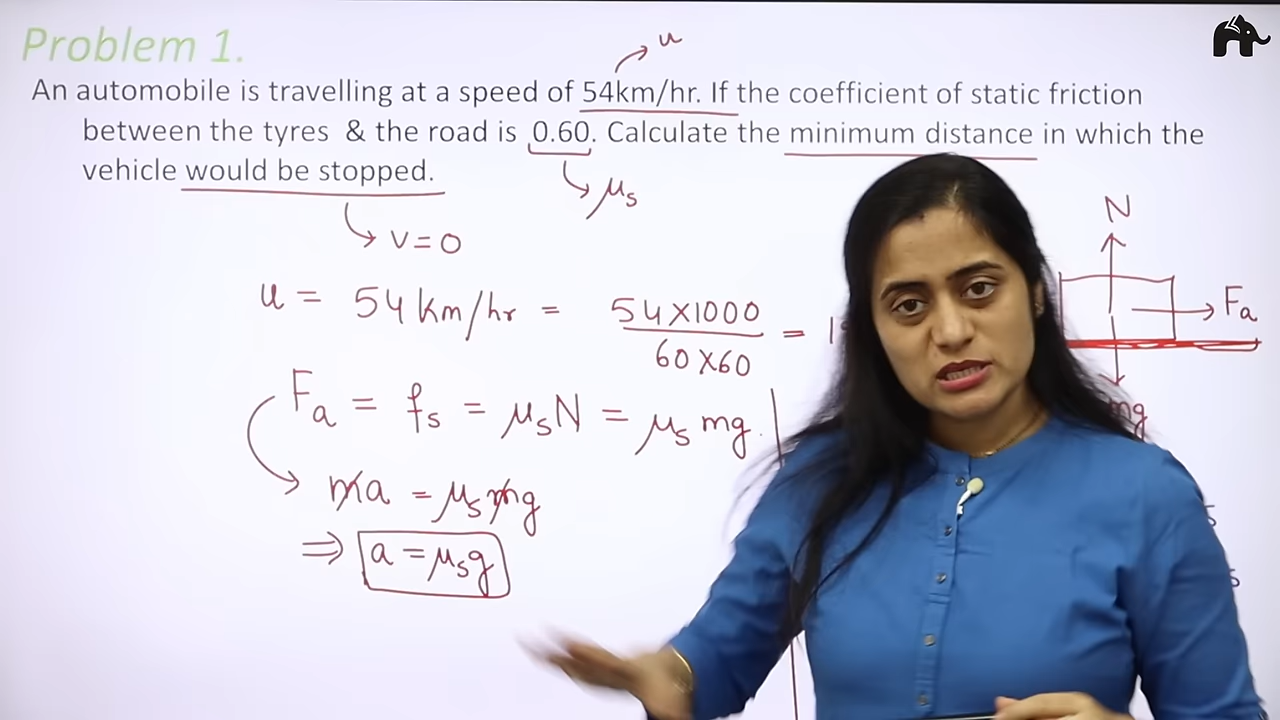 Problem 1.
u
An automobile is travelling at a speed of 54km/hr. If the coefficient of static friction
between the tyres & the road is 0.60. Calculate the minimum distance in which the
vehicle would be stopped.
μs
v=0
N
u = 54 km/hr = 54×1000 / 60×60 = 1
Fa
Fa = fs = μsN = μs mg.
mg
ma = μs mg
⇒ a = μsg